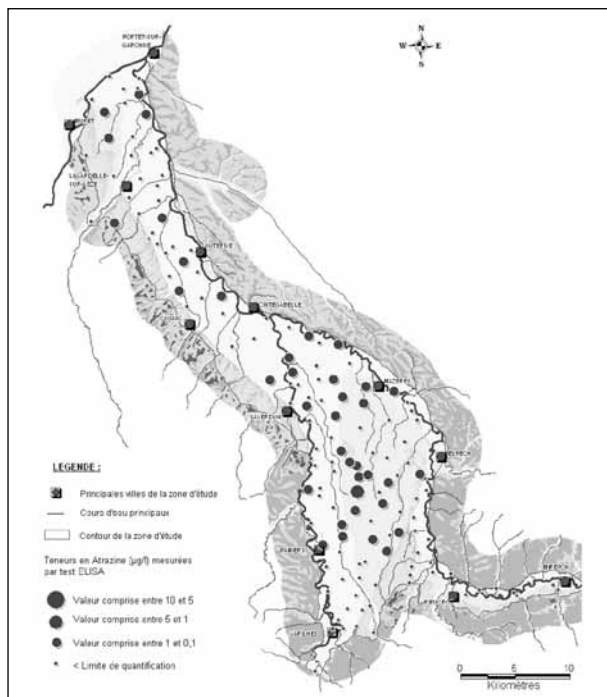 PORTET-SUR-
GARONNE
N
W E
S
AUTERIVE
CINTEGABELLE
MAZERES
SAVERDUN
BELPECH
PAMIERS
LEGENDE :
Principales villes de la zone d'étude
Cours d'eau principaux
Contour de la zone d'étude
Teneurs en Atrazine (µg/l) mesurées
par test ELISA
Valeur comprise entre 10 et 5
Valeur comprise entre 5 et 1
Valeur comprise entre 1 et 0,1
< Limite de quantification
0 5 10
Kilomètres